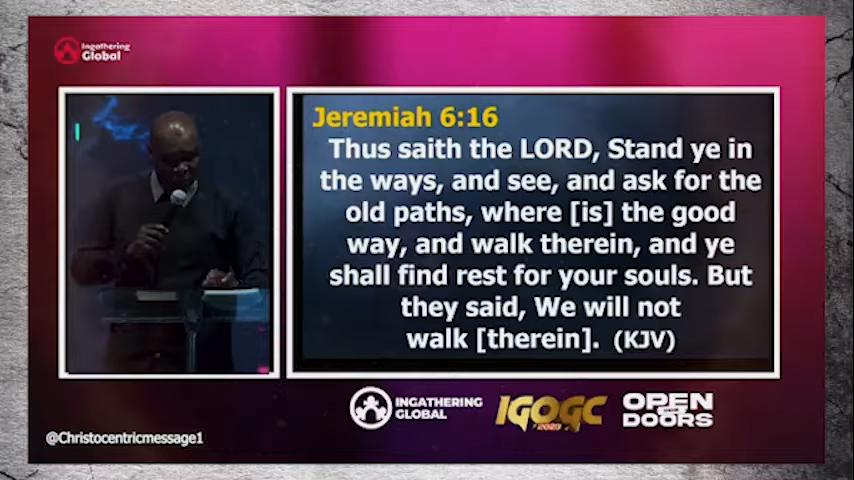 Ingathering
Global
Jeremiah 6:16
Thus saith the LORD, Stand ye in
the ways, and see, and ask for the
old paths, where [is] the good
way, and walk therein, and ye
shall find rest for your souls. But
they said, We will not
walk [therein]. (KJV)
INGATHERING
GLOBAL
IGOGC
2023
OPEN
DOORS
@Christocentricmessage1